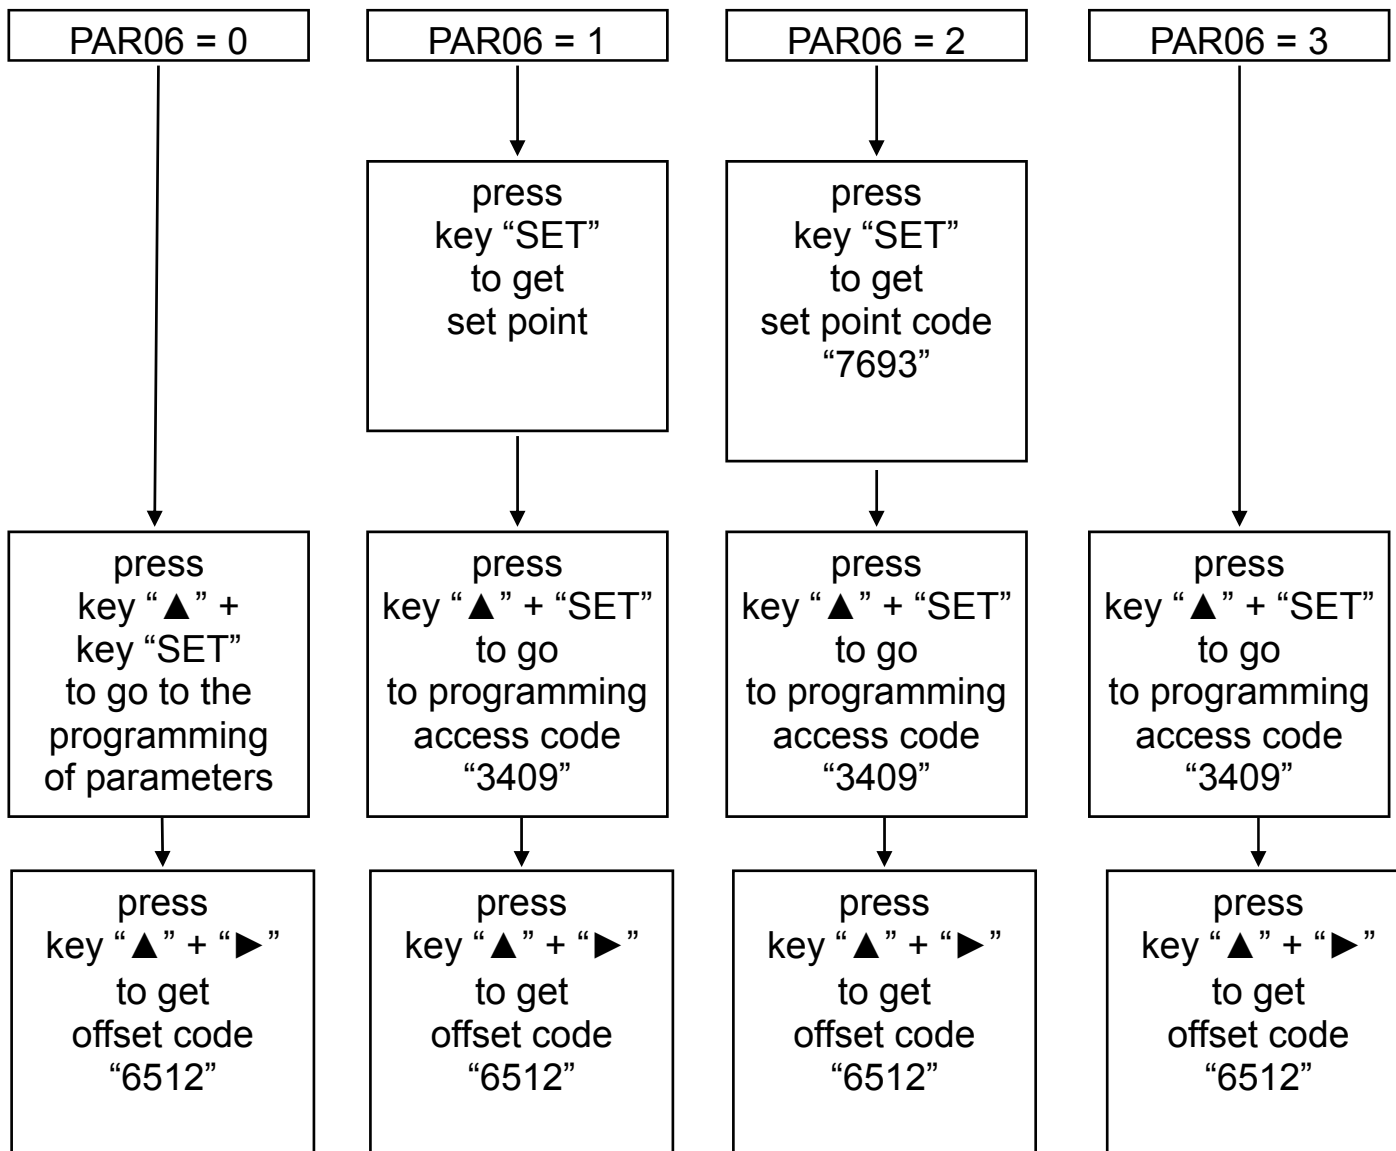 PAR06 = 0
PAR06 = 1
PAR06 = 2
PAR06 = 3
press
key “SET”
to get
set point
press
key “SET”
to get
set point code
“7693”
press
key “▲” +
key “SET”
to go to the
programming
of parameters
press
key “▲” + “SET”
to go
to programming
access code
“3409”
press
key “▲” + “SET”
to go
to programming
access code
“3409”
press
key “▲” + “SET”
to go
to programming
access code
“3409”
press
key “▲” + “►”
to get
offset code
“6512”
press
key “▲” + “►”
to get
offset code
“6512”
press
key “▲” + “►”
to get
offset code
“6512”
press
key “▲” + “►”
to get
offset code
“6512”